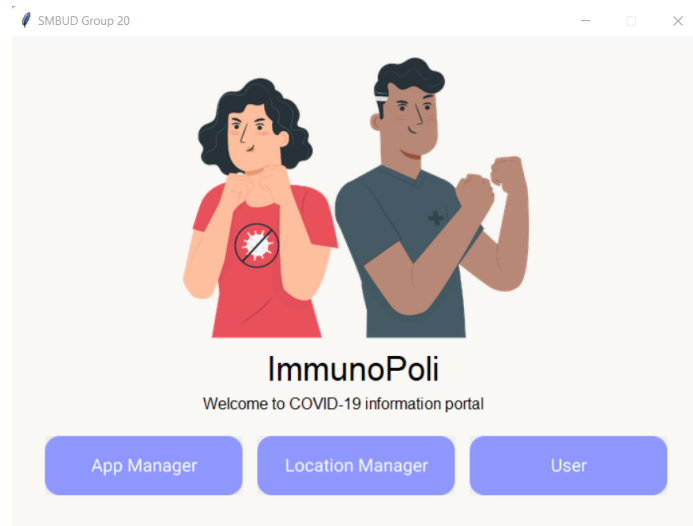 SMBUD Group 20
ImmunoPoli
Welcome to COVID-19 information portal
App Manager
Location Manager
User